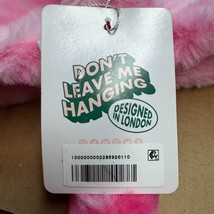 DON'T
LEAVE ME
HANGING
DESIGNED
IN LONDON
1000000000285920110